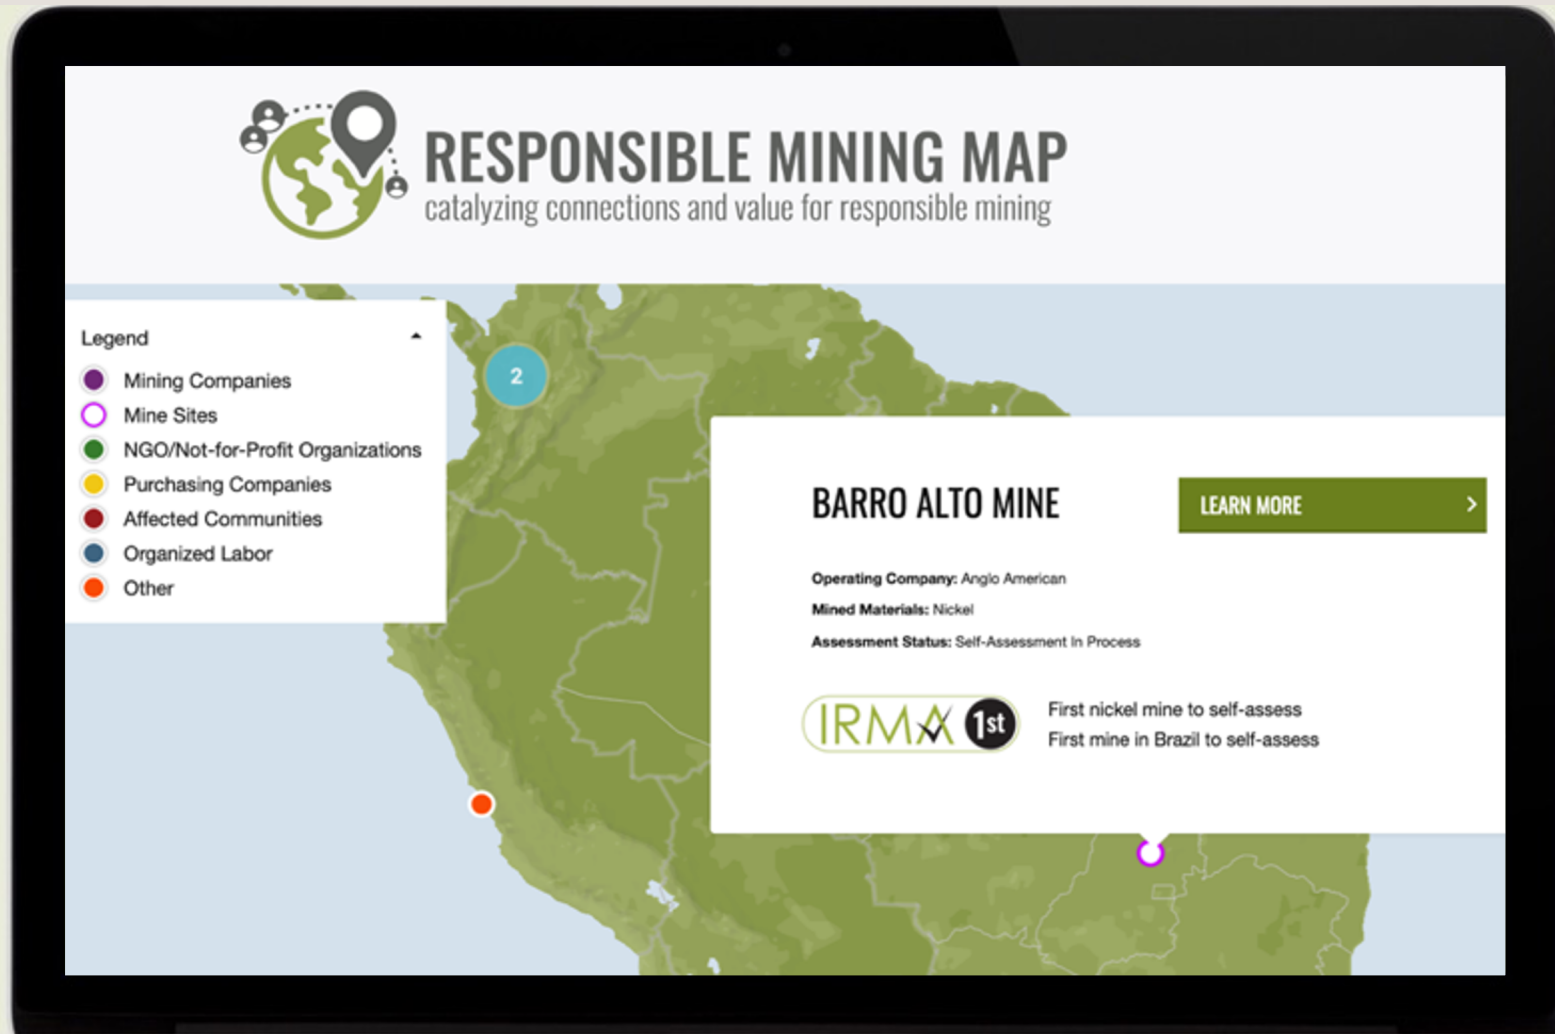 RESPONSIBLE MINING MAP
catalyzing connections and value for responsible mining
Legend
Mining Companies
Mine Sites
NGO/Not-for-Profit Organizations
Purchasing Companies
Affected Communities
Organized Labor
Other
2
BARRO ALTO MINE
LEARN MORE
Operating Company: Anglo American
Mined Materials: Nickel
Assessment Status: Self-Assessment In Process
IRMA 1st
First nickel mine to self-assess
First mine in Brazil to self-assess